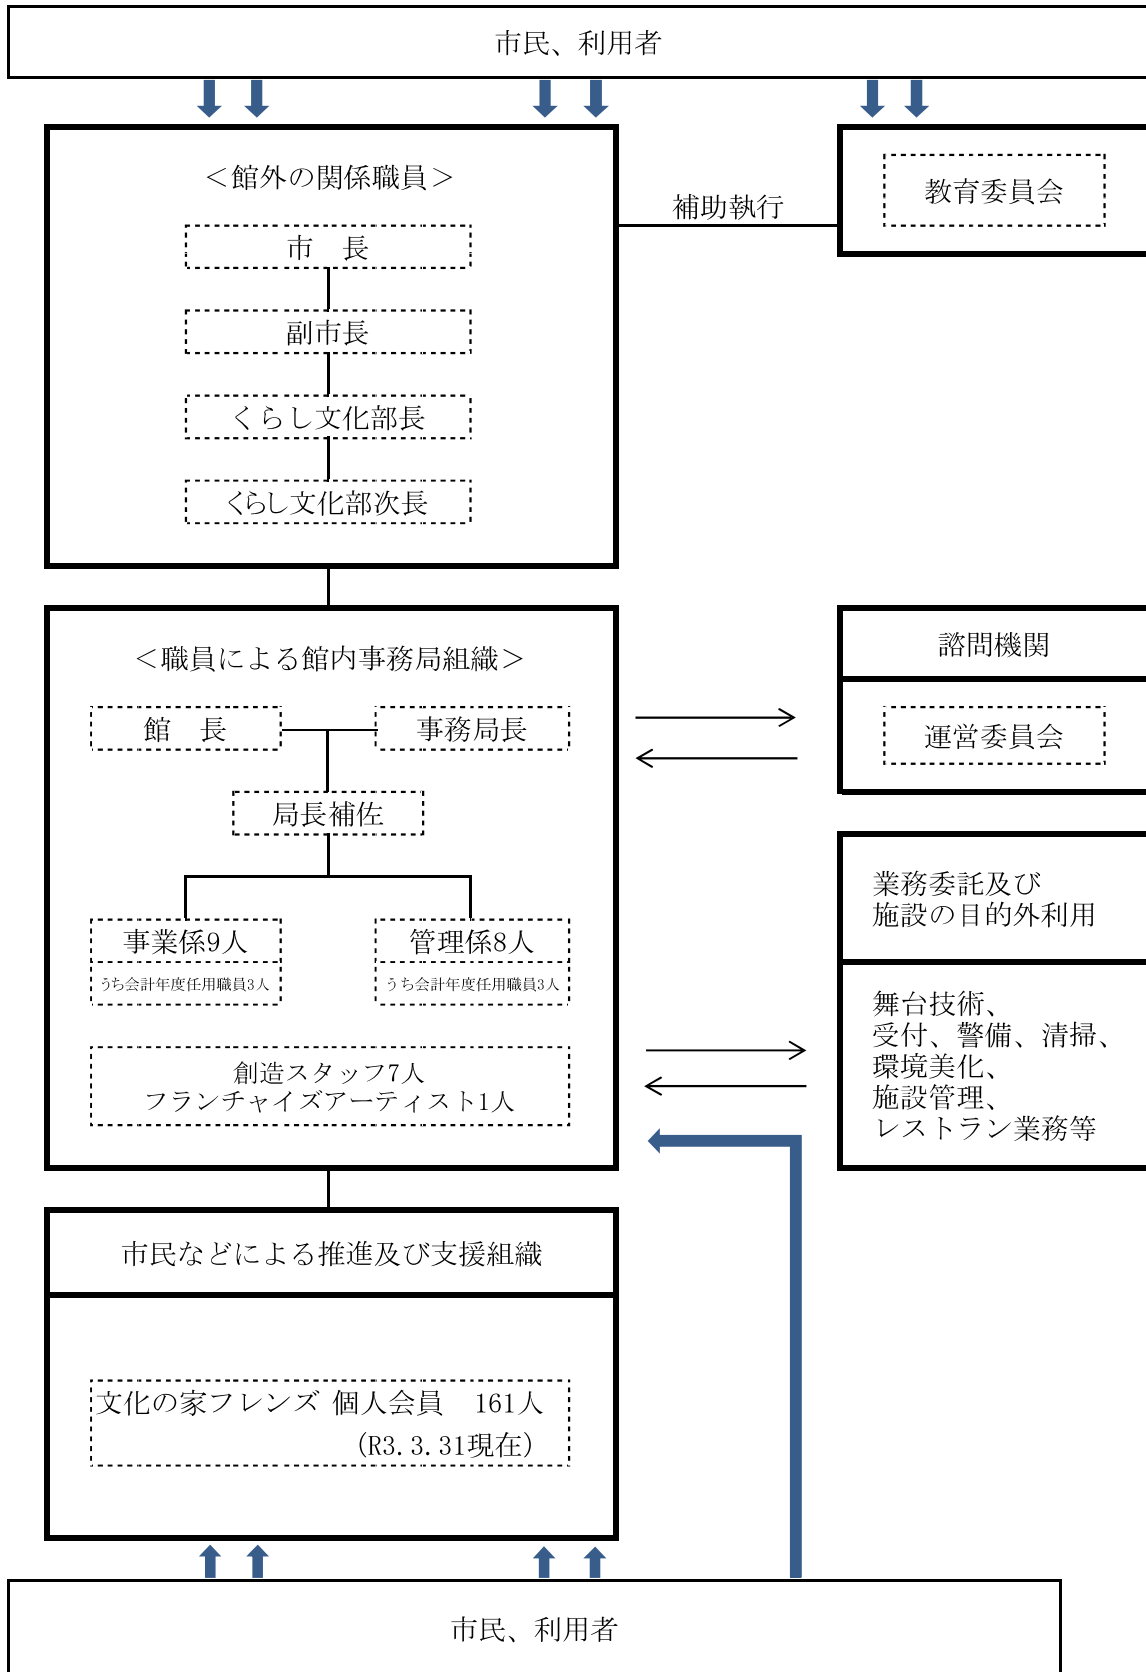 市民、利用者
＜館外の関係職員＞
市　長
副市長
くらし文化部長
くらし文化部次長
補助執行
教育委員会
＜職員による館内事務局組織＞
館　長
事務局長
局長補佐
事業係9人
うち会計年度任用職員3人
管理係8人
うち会計年度任用職員3人
創造スタッフ7人
フランチャイズアーティスト1人
諮問機関
運営委員会
業務委託及び
施設の目的外利用
舞台技術、
受付、警備、清掃、
環境美化、
施設管理、
レストラン業務等
市民などによる推進及び支援組織
文化の家フレンズ 個人会員　161人
（R3.3.31現在）
市民、利用者